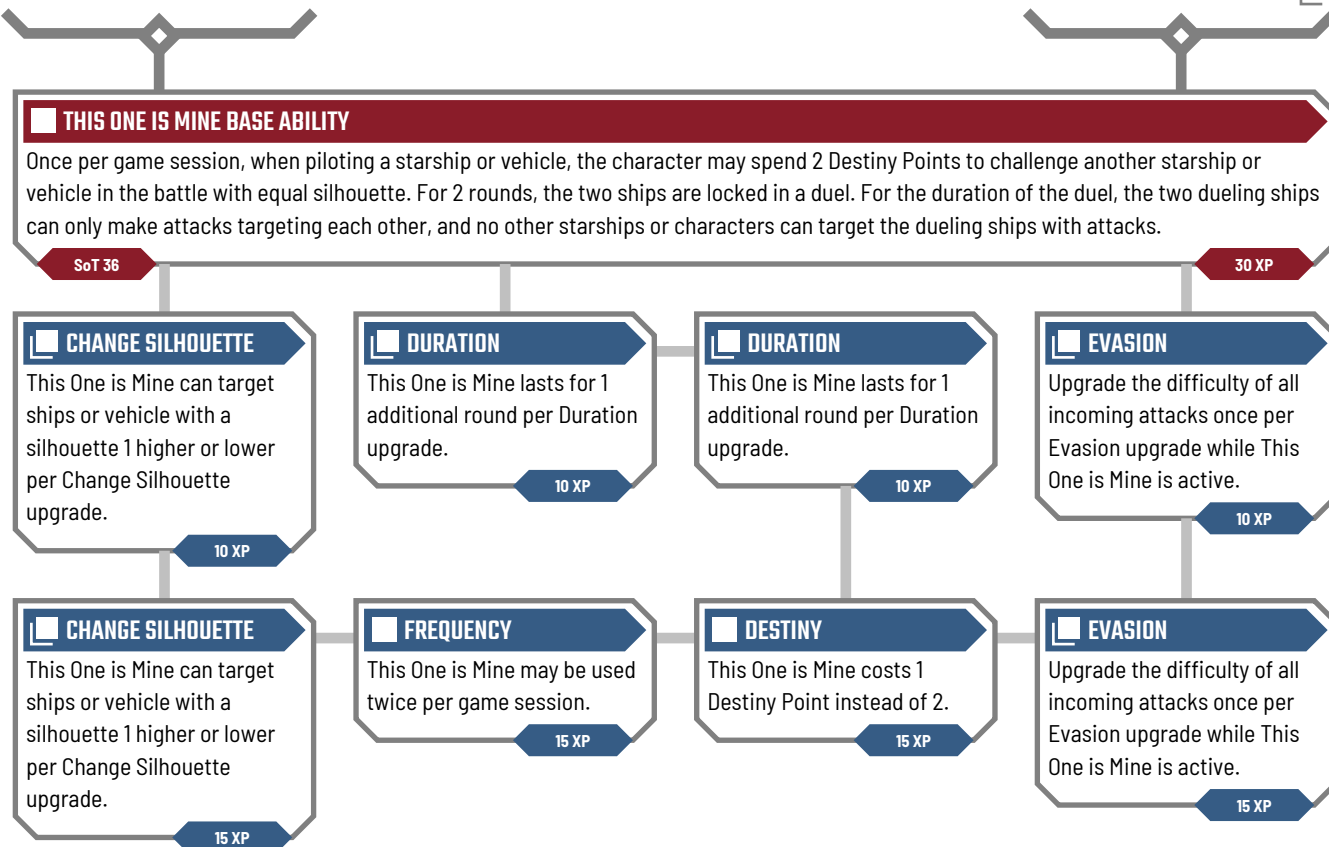 THIS ONE IS MINE BASE ABILITY
Once per game session, when piloting a starship or vehicle, the character may spend 2 Destiny Points to challenge another starship or
vehicle in the battle with equal silhouette. For 2 rounds, the two ships are locked in a duel. For the duration of the duel, the two dueling ships
can only make attacks targeting each other, and no other starships or characters can target the dueling ships with attacks.
SoT 36
30 XP
CHANGE SILHOUETTE
This One is Mine can target
ships or vehicle with a
silhouette 1 higher or lower
per Change Silhouette
upgrade.
10 XP
DURATION
This One is Mine lasts for 1
additional round per Duration
upgrade.
10 XP
DURATION
This One is Mine lasts for 1
additional round per Duration
upgrade.
10 XP
EVASION
Upgrade the difficulty of all
incoming attacks once per
Evasion upgrade while This
One is Mine is active.
10 XP
CHANGE SILHOUETTE
This One is Mine can target
ships or vehicle with a
silhouette 1 higher or lower
per Change Silhouette
upgrade.
15 XP
FREQUENCY
This One is Mine may be used
twice per game session.
15 XP
DESTINY
This One is Mine costs 1
Destiny Point instead of 2.
15 XP
EVASION
Upgrade the difficulty of all
incoming attacks once per
Evasion upgrade while This
One is Mine is active.
15 XP